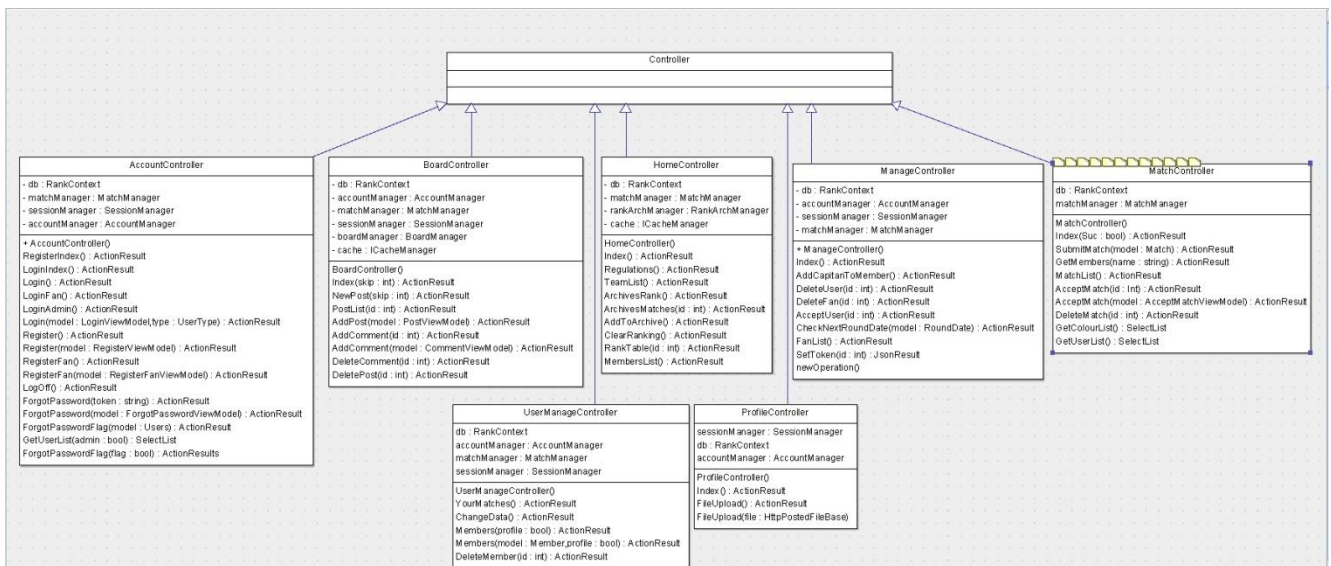 Controller
AccountController
- db : RankContext
- matchManager : MatchManager
- sessionManager : SessionManager
- accountManager : AccountManager
+ AccountController()
RegisterIndex() : ActionResult
LoginIndex() : ActionResult
Login() : ActionResult
LoginFan() : ActionResult
LoginAdmin() : ActionResult
Login(model : LoginViewModel,type : UserType) : ActionResult
Register() : ActionResult
Register(model : RegisterViewModel) : ActionResult
RegisterFan() : ActionResult
RegisterFan(model : RegisterFanViewModel) : ActionResult
LogOff() : ActionResult
ForgotPassword(token : string) : ActionResult
ForgotPassword(model : ForgotPasswordViewModel) : ActionResult
ForgotPasswordFlag(model : Users) : ActionResult
GetUserList(admin : bool) : SelectList
ForgotPasswordFlag(flag : bool) : ActionResults
BoardController
- db : RankContext
- accountManager : AccountManager
- matchManager : MatchManager
- sessionManager : SessionManager
- boardManager : BoardManager
- cache : ICacheManager
BoardController()
Index(skip : int) : ActionResult
NewPost(skip : int) : ActionResult
PostList(id : int) : ActionResult
AddPost(model : PostViewModel) : ActionResult
AddComment(id : int) : ActionResult
AddComment(model : CommentViewModel) : ActionResult
DeleteComment(id : int) : ActionResult
DeletePost(id : int) : ActionResult
HomeController
- db : RankContext
- matchManager : MatchManager
- rankArchManager : RankArchManager
- cache : ICacheManager
HomeController()
Index() : ActionResult
Regulations() : ActionResult
TeamList() : ActionResult
ArchivesRank() : ActionResult
ArchivesMatches(id : int) : ActionResult
AddToArchive() : ActionResult
ClearRanking() : ActionResult
RankTable(id : int) : ActionResult
MembersList() : ActionResult
ManageController
- db : RankContext
- accountManager : AccountManager
- sessionManager : SessionManager
- matchManager : MatchManager
+ ManageController()
Index() : ActionResult
AddCapitanToMember() : ActionResult
DeleteUser(id : int) : ActionResult
DeleteFan(id : int) : ActionResult
AcceptUser(id : int) : ActionResult
CheckNextRoundDate(model : RoundDate) : ActionResult
FanList() : ActionResult
SetToken(id : int) : JsonResult
newOperation()
MatchController
db : RankContext
matchManager : MatchManager
MatchController()
Index(Suc : bool) : ActionResult
SubmitMatch(model : Match) : ActionResult
GetMembers(name : string) : ActionResult
MatchList() : ActionResult
AcceptMatch(id : Int) : ActionResult
AcceptMatch(model : AcceptMatchViewModel) : ActionResult
DeleteMatch(id : int) : ActionResult
GetColourList() : SelectList
GetUserList() : SelectList
UserManageController
db : RankContext
accountManager : AccountManager
matchManager : MatchManager
sessionManager : SessionManager
UserManageController()
YourMatches() : ActionResult
ChangeData() : ActionResult
Members(profile : bool) : ActionResult
Members(model : Member,profile : bool) : ActionResult
DeleteMember(id : int) : ActionResult
ProfileController
sessionManager : SessionManager
db : RankContext
accountManager : AccountManager
ProfileController()
Index() : ActionResult
FileUpload() : ActionResult
FileUpload(file : HttpPostedFileBase)